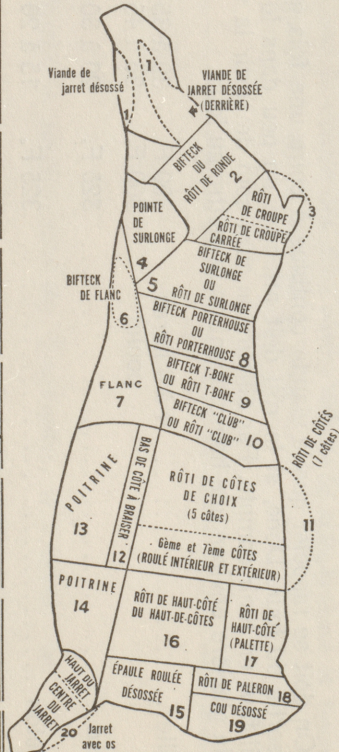 1
Viande de
jarret désossé
1
VIANDE DE
JARRET DÉSOSSÉE
(DERRIÈRE)
BIFTECK
DU
RÔTI DE RONDE
2
RÔTI
DE CROUPE
RÔTI DE CROUPE
CARRÉE
3
POINTE
DE
SURLONGE
4
BIFTECK DE
SURLONGE
OU
RÔTI DE SURLONGE
5
BIFTECK
DE FLANC
6
BIFTECK PORTERHOUSE
OU
RÔTI PORTERHOUSE 8
BIFTECK T-BONE
OU RÔTI T-BONE 9
FLANC
7
BIFTECK "CLUB"
OU RÔTI "CLUB" 10
RÔTI DE CÔTÉS
(7 côtes)
11
POITRINE
13
BAS DE CÔTE À BRAISER
12
RÔTI DE CÔTES
DE CHOIX
(5 côtes)
6ème et 7ème CÔTES
(ROULÉ INTÉRIEUR ET EXTÉRIEUR)
POITRINE
14
RÔTI DE HAUT-CÔTÉ
DU HAUT-DE-CÔTES
16
RÔTI DE
HAUT-CÔTÉ
(PALETTE)
17
ÉPAULE ROULÉE
DÉSOSSÉE
15
RÔTI DE PALERON 18
COU DÉSOSSÉ
19
HAUT DU
JARRET
CENTRE
DU
JARRET
20
Jarret
avec os